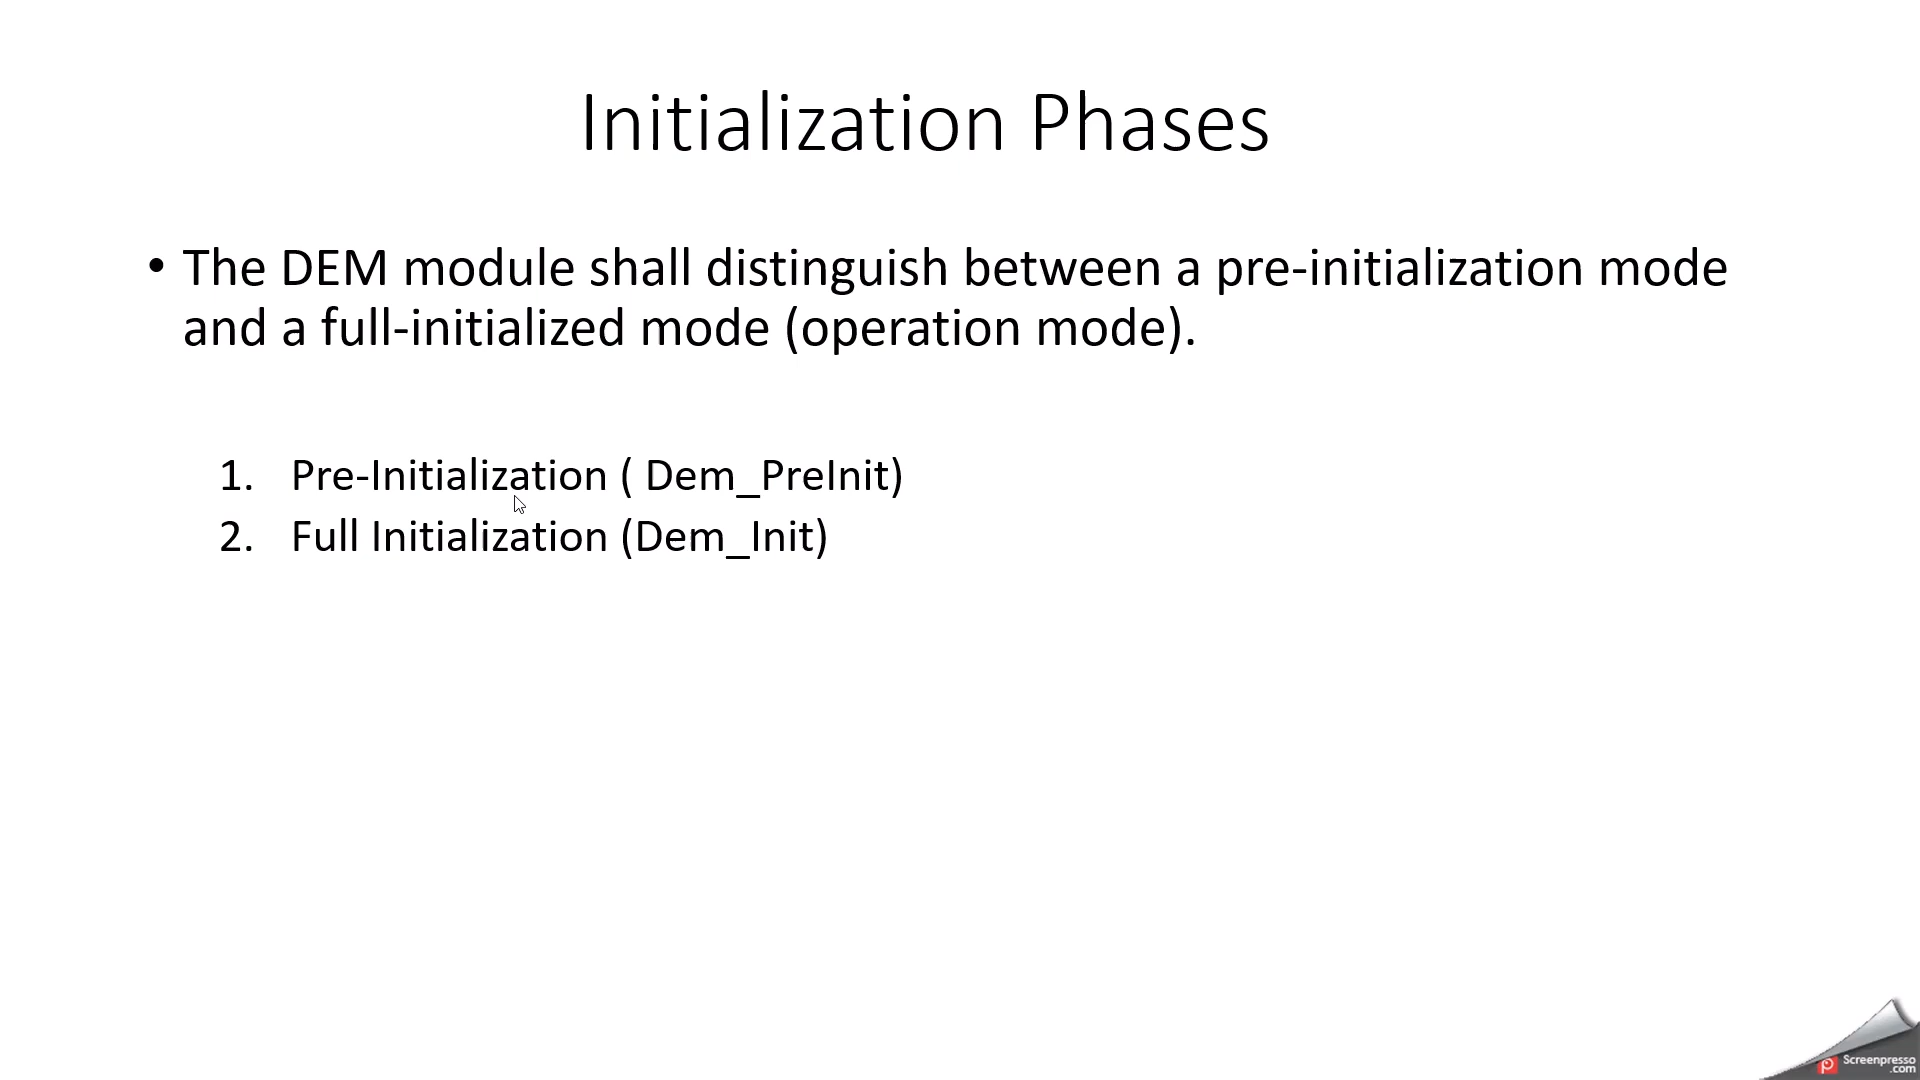 Initialization Phases
• The DEM module shall distinguish between a pre-initialization mode
and a full-initialized mode (operation mode).
1. Pre-Initialization ( Dem_PreInit)
2. Full Initialization (Dem_Init)
Screenpresso
.com